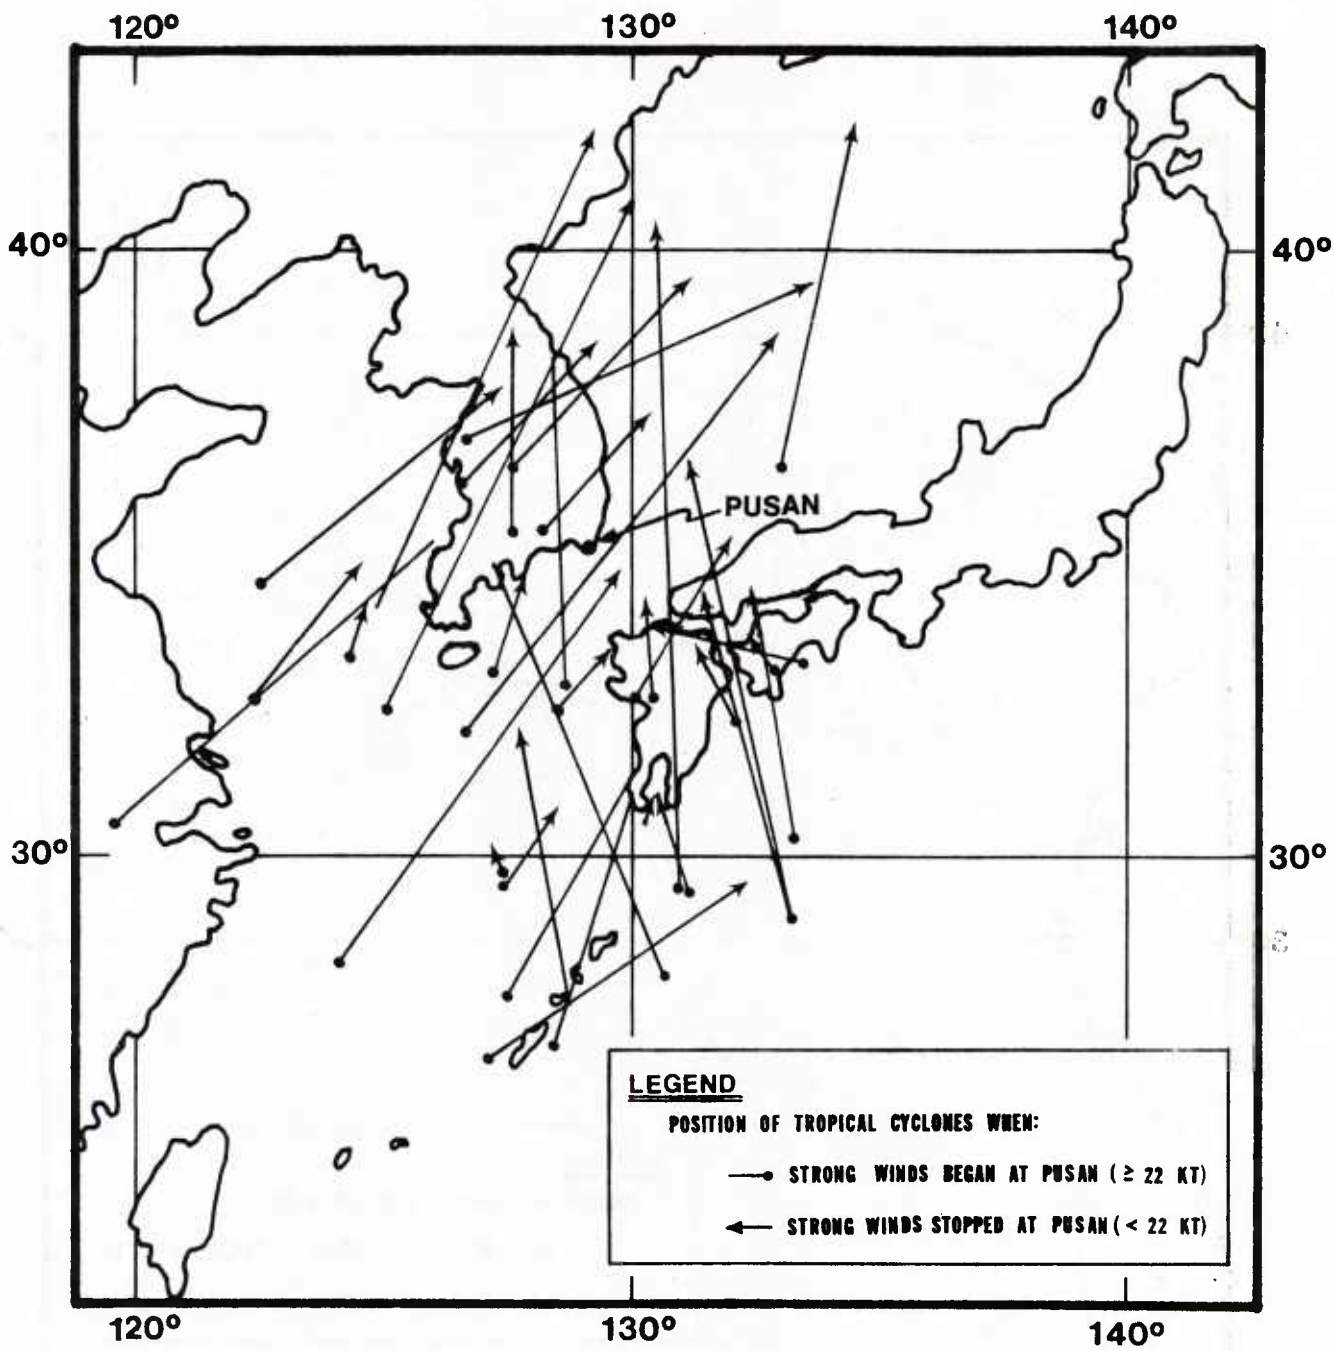 120° 130° 140°
40° 40°
PUSAN
30° 30°
LEGEND
POSITION OF TROPICAL CYCLONES WHEN:
STRONG WINDS BEGAN AT PUSAN (≥ 22 KT)
STRONG WINDS STOPPED AT PUSAN (< 22 KT)
120° 130° 140°